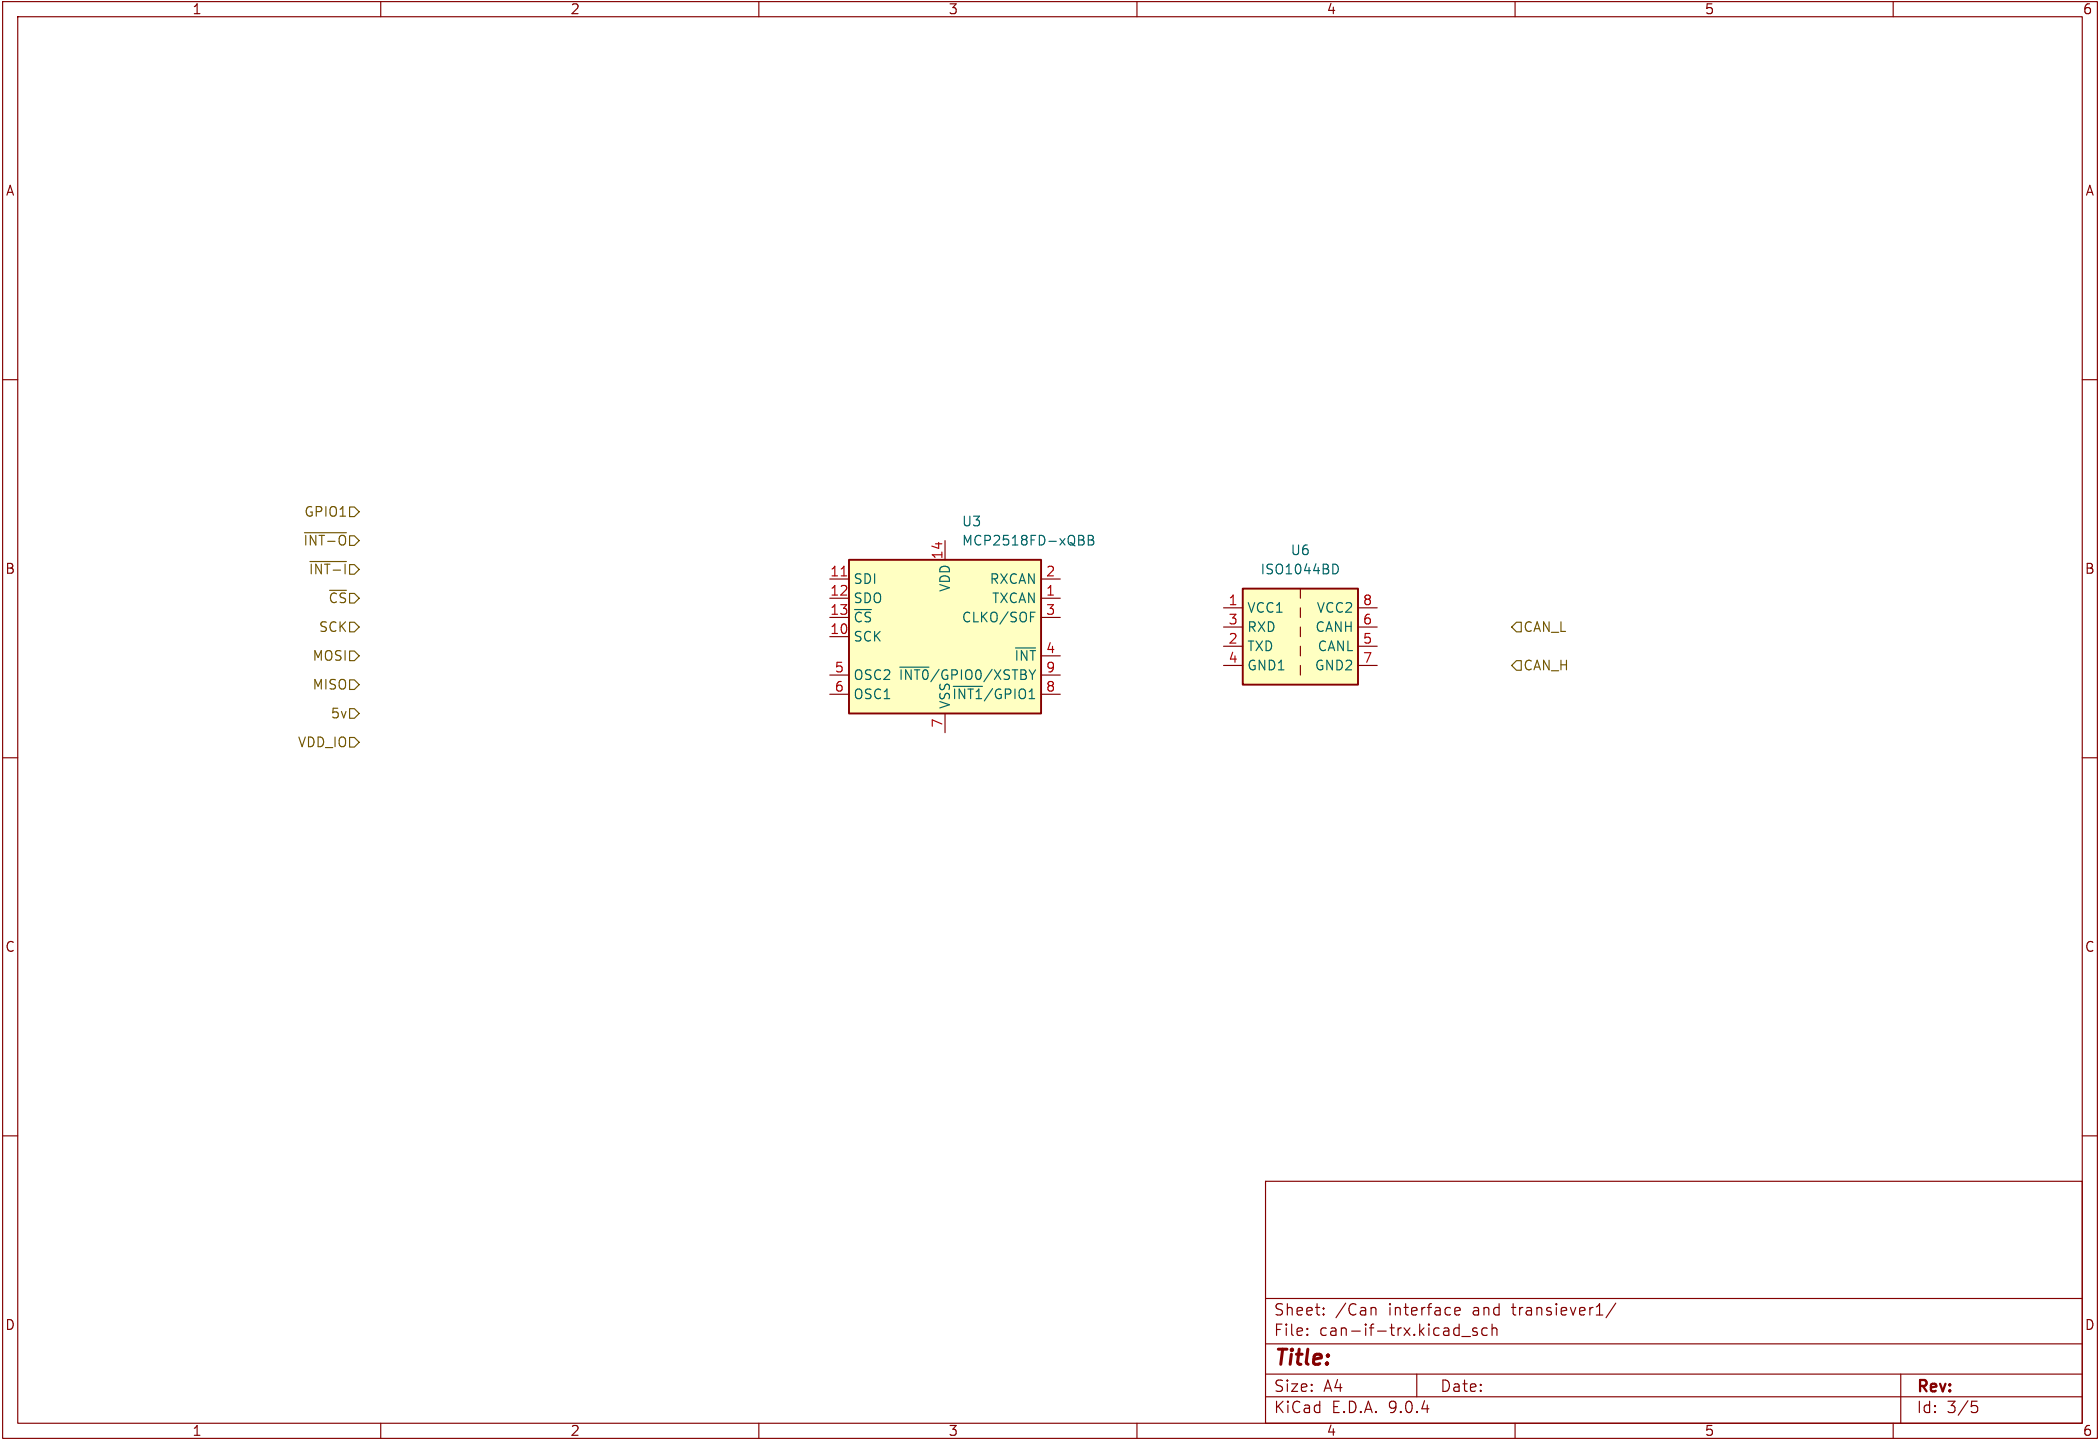 1 2 3 4 5 6
A A
B B
C C
D D
GPIO1
INT-O
INT-I
CS
SCK
MOSI
MISO
5v
VDD_IO
U3
MCP2518FD-xQBB
14
VDD
11 SDI
12 SDO
13 CS
10 SCK
5 OSC2
6 OSC1
RXCAN 2
TXCAN 1
CLKO/SOF 3
INT 4
INT0/GPIO0/XSTBY 9
INT1/GPIO1 8
VSS
7
U6
ISO1044BD
1 VCC1
3 RXD
2 TXD
4 GND1
VCC2 8
CANH 6
CANL 5
GND2 7
CAN_L
CAN_H
Sheet: /Can interface and transiever1/
File: can-if-trx.kicad_sch
Title:
Size: A4 Date: Rev:
KiCad E.D.A. 9.0.4 Id: 3/5
1 2 3 4 5 6